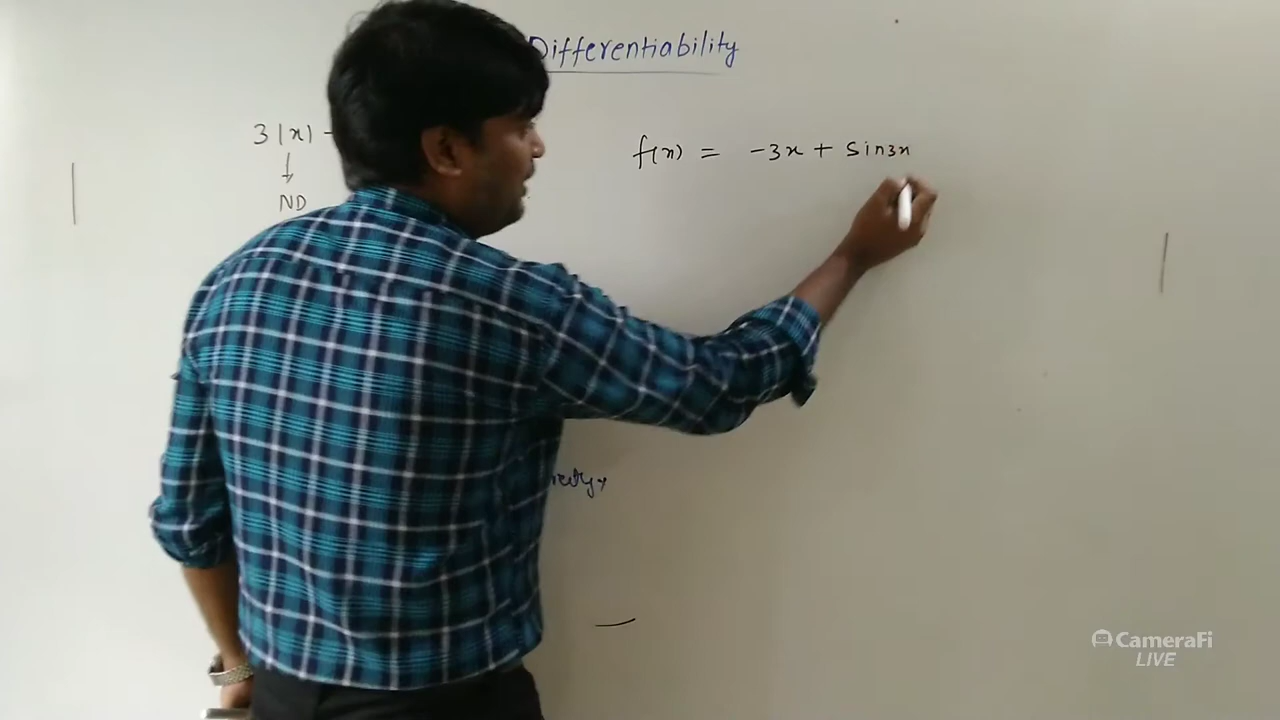 Differentiability
3|x| -
f(x) = -3x + sin3x
ND
CameraFi
LIVE